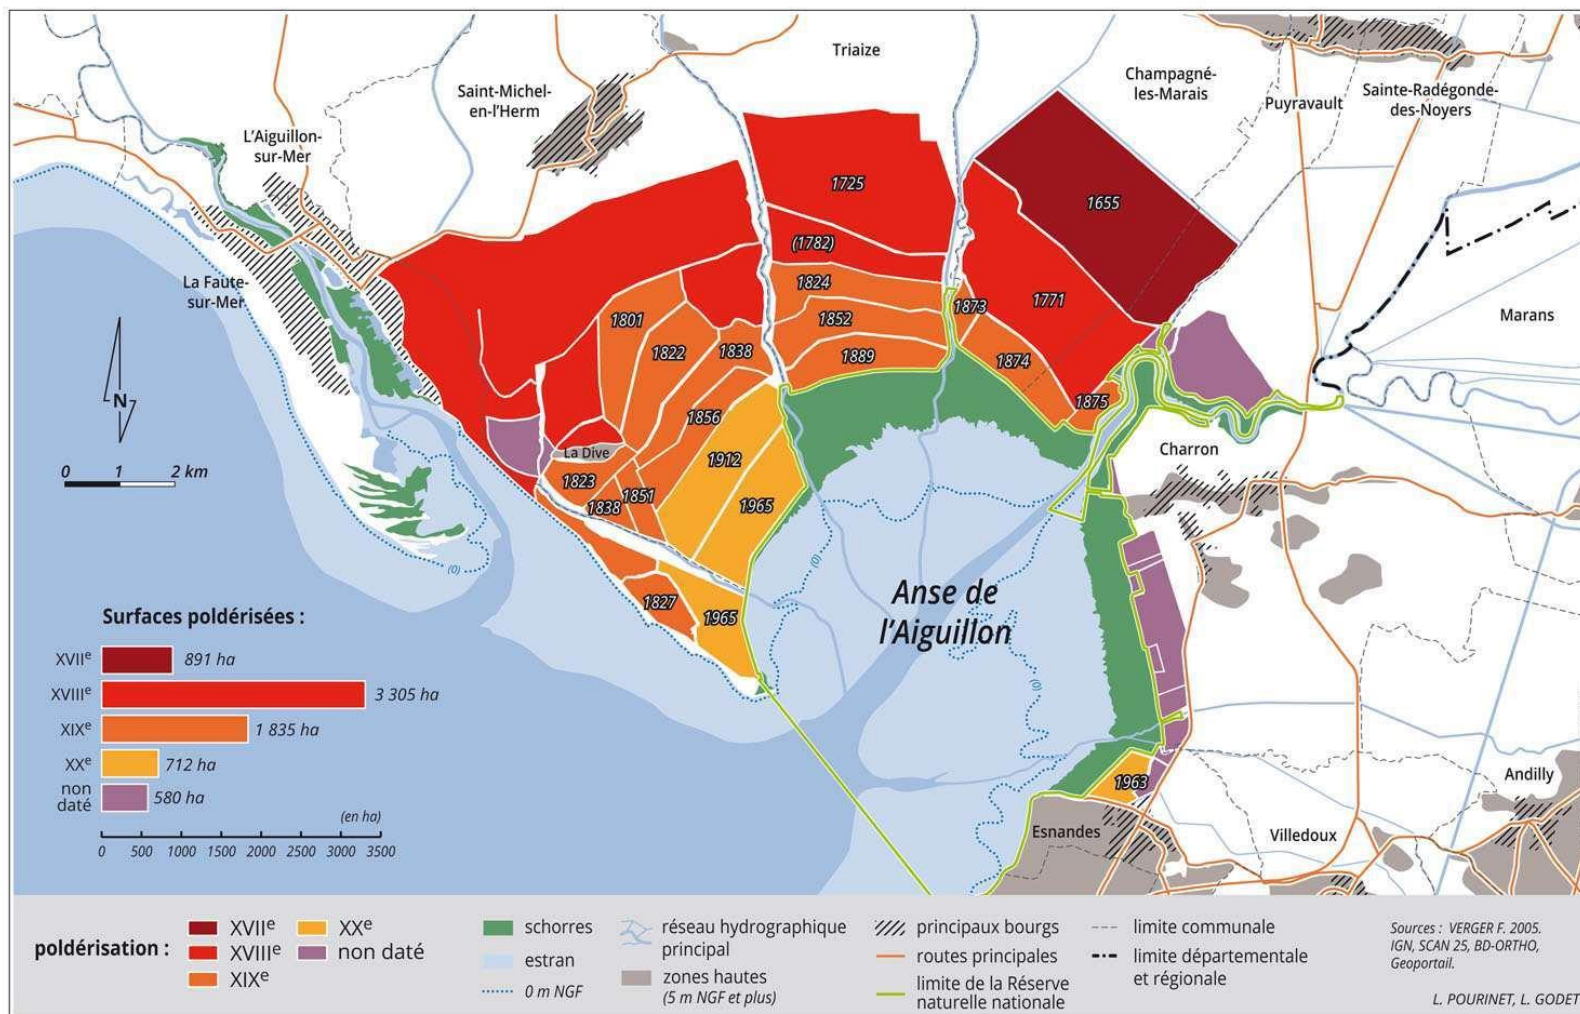 Triaize
Champagné-
les-Marais
Puyravault
Sainte-Radégonde-
des-Noyers
Saint-Michel-
en-l'Herm
L'Aiguillon-
sur-Mer
La Faute-
sur-Mer
Marans
1725
1655
(1782)
1824
1873
1771
1801
1852
1822
1838
1889
1874
1875
1856
La Dive
1912
1823
1851
1838
1965
Charron
N
0 1 2 km
(0)
(0)
(0)
1827
1965
Anse de
l'Aiguillon
1963
Esnandes
Villedoux
Andilly
Surfaces poldérisées :
XVIIe 891 ha
XVIIIe 3 305 ha
XIXe 1 835 ha
XXe 712 ha
non
daté
580 ha
(en ha)
0 500 1000 1500 2000 2500 3000 3500
poldérisation :
XVIIe
XVIIIe
XIXe
XXe
non daté
schorres
estran
0 m NGF
réseau hydrographique
principal
zones hautes
(5 m NGF et plus)
principaux bourgs
routes principales
limite de la Réserve
naturelle nationale
limite communale
limite départementale
et régionale
Sources : VERGER F. 2005.
IGN, SCAN 25, BD-ORTHO,
Geoportail.
L. POURINET, L. GODET